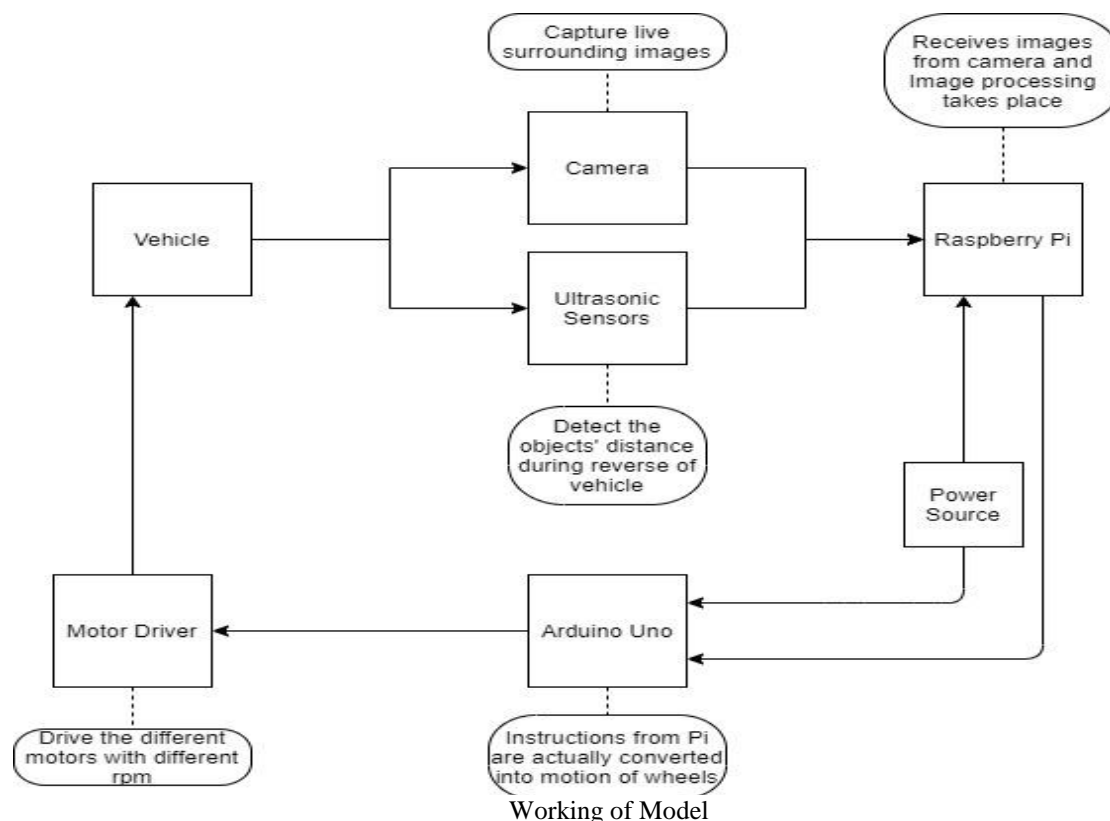 Capture live
surrounding images
Receives images
from camera and
Image processing
takes place
Camera
Vehicle
Raspberry Pi
Ultrasonic
Sensors
Detect the
objects' distance
during reverse of
vehicle
Power
Source
Motor Driver
Arduino Uno
Drive the different
motors with different
rpm
Instructions from Pi
are actually converted
into motion of wheels
Working of Model